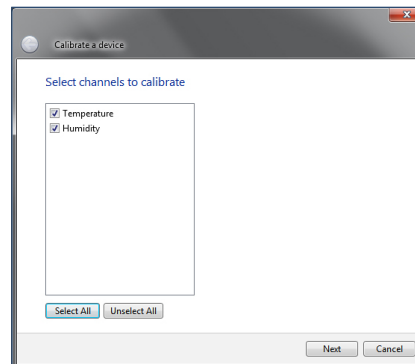 Calibrate a device
Select channels to calibrate
Temperature
Humidity
Select All Unselect All
Next Cancel